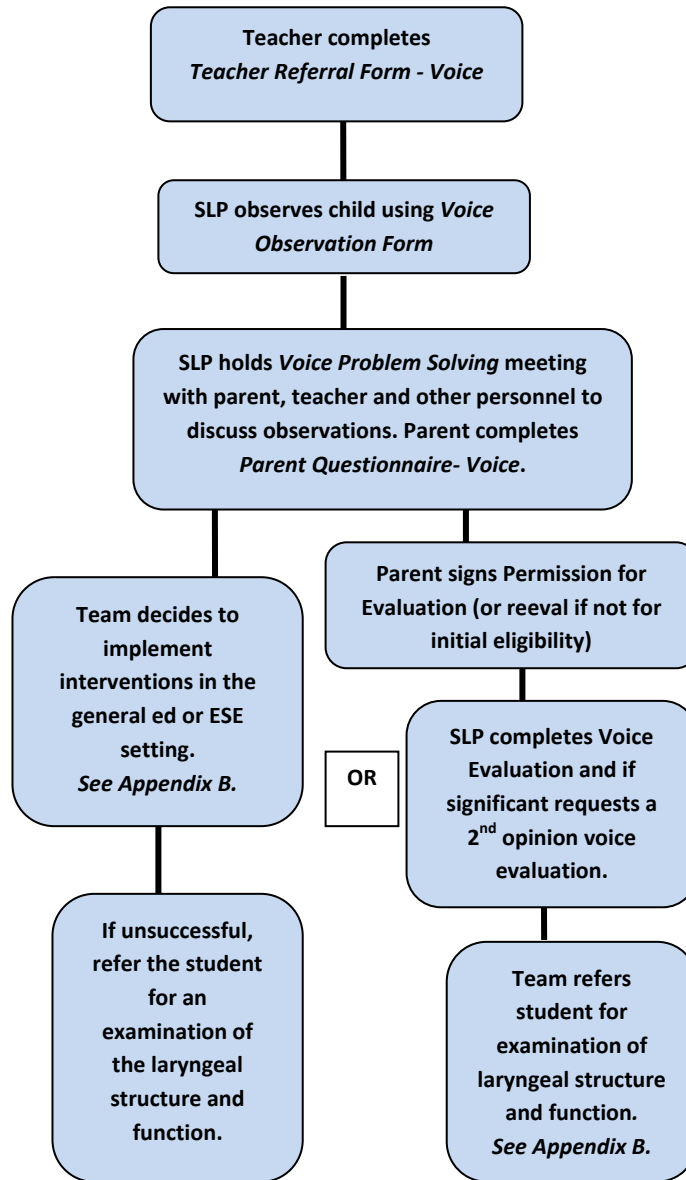 Teacher completes
Teacher Referral Form - Voice
SLP observes child using Voice
Observation Form
SLP holds Voice Problem Solving meeting
with parent, teacher and other personnel to
discuss observations. Parent completes
Parent Questionnaire- Voice.
Team decides to
implement
interventions in the
general ed or ESE
setting.
See Appendix B.
If unsuccessful,
refer the student
for an
examination of
the laryngeal
structure and
function.
OR
Parent signs Permission for
Evaluation (or reeval if not for
initial eligibility)
SLP completes Voice
Evaluation and if
significant requests a
2nd opinion voice
evaluation.
Team refers
student for
examination of
laryngeal structure
and function.
See Appendix B.